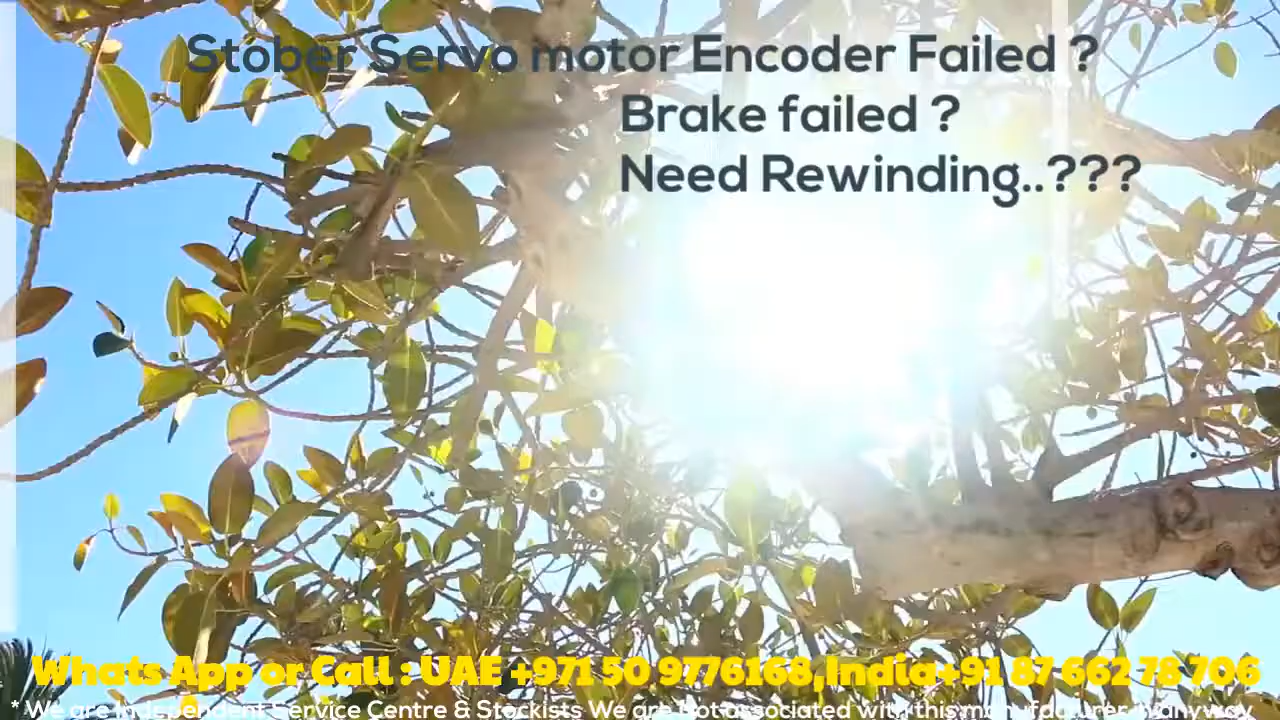 Stober Servo motor Encoder Failed ?
Brake failed ?
Need Rewinding..???
Whats App or Call : UAE +971 50 9776168,India+91 87 662 78 706
* We are Independent Service Centre & Stockists We are not associated with this manufacturer in anyway